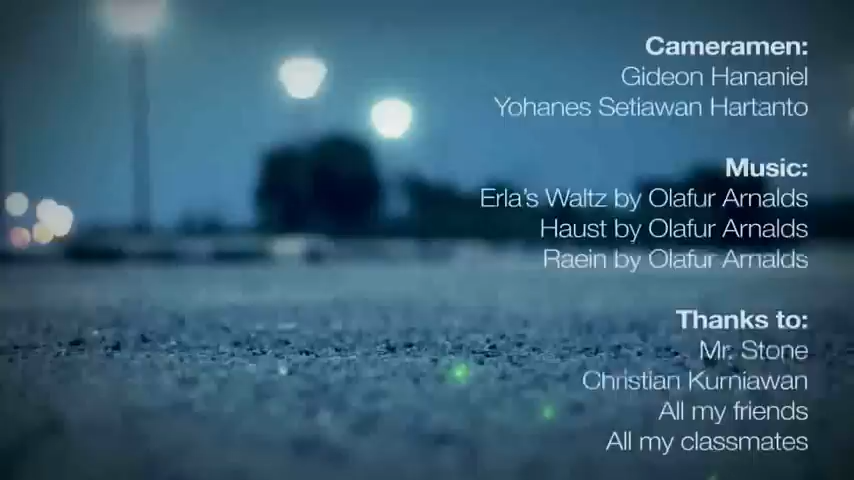 Cameramen:
Gideon Hananiel
Yohanes Setiawan Hartanto
Music:
Erla's Waltz by Olafur Arnalds
Haust by Olafur Arnalds
Raein by Olafur Arnalds
Thanks to:
Mr. Stone
Christian Kurniawan
All my friends
All my classmates